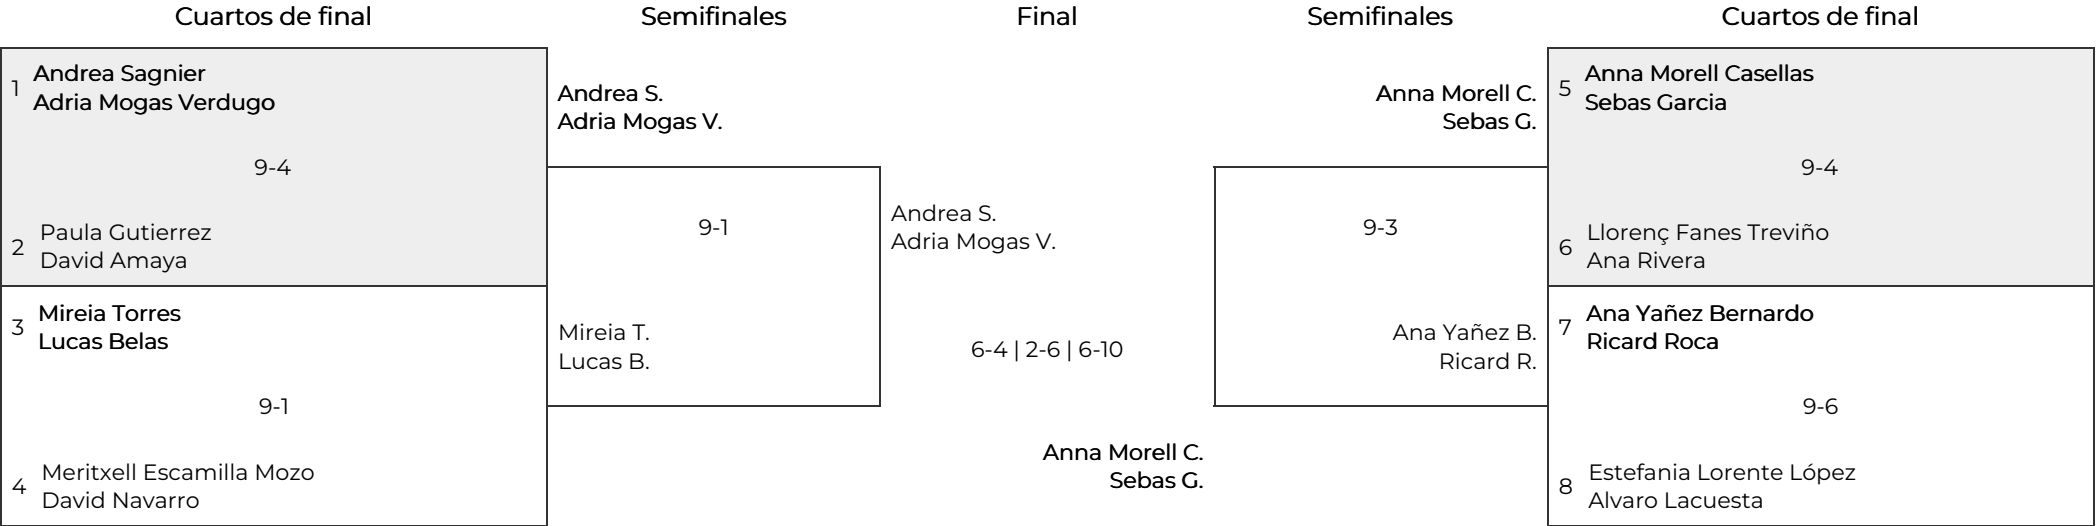 Cuartos de final
Semifinales
Final
Semifinales
Cuartos de final
1
Andrea Sagnier
Adria Mogas Verdugo
9-4
2
Paula Gutierrez
David Amaya
3
Mireia Torres
Lucas Belas
9-1
4
Meritxell Escamilla Mozo
David Navarro
Andrea S.
Adria Mogas V.
9-1
Mireia T.
Lucas B.
Andrea S.
Adria Mogas V.
6-4 | 2-6 | 6-10
Anna Morell C.
Sebas G.
Anna Morell C.
Sebas G.
9-3
Ana Yañez B.
Ricard R.
5
Anna Morell Casellas
Sebas Garcia
9-4
6
Llorenç Fanes Treviño
Ana Rivera
7
Ana Yañez Bernardo
Ricard Roca
9-6
8
Estefania Lorente López
Alvaro Lacuesta